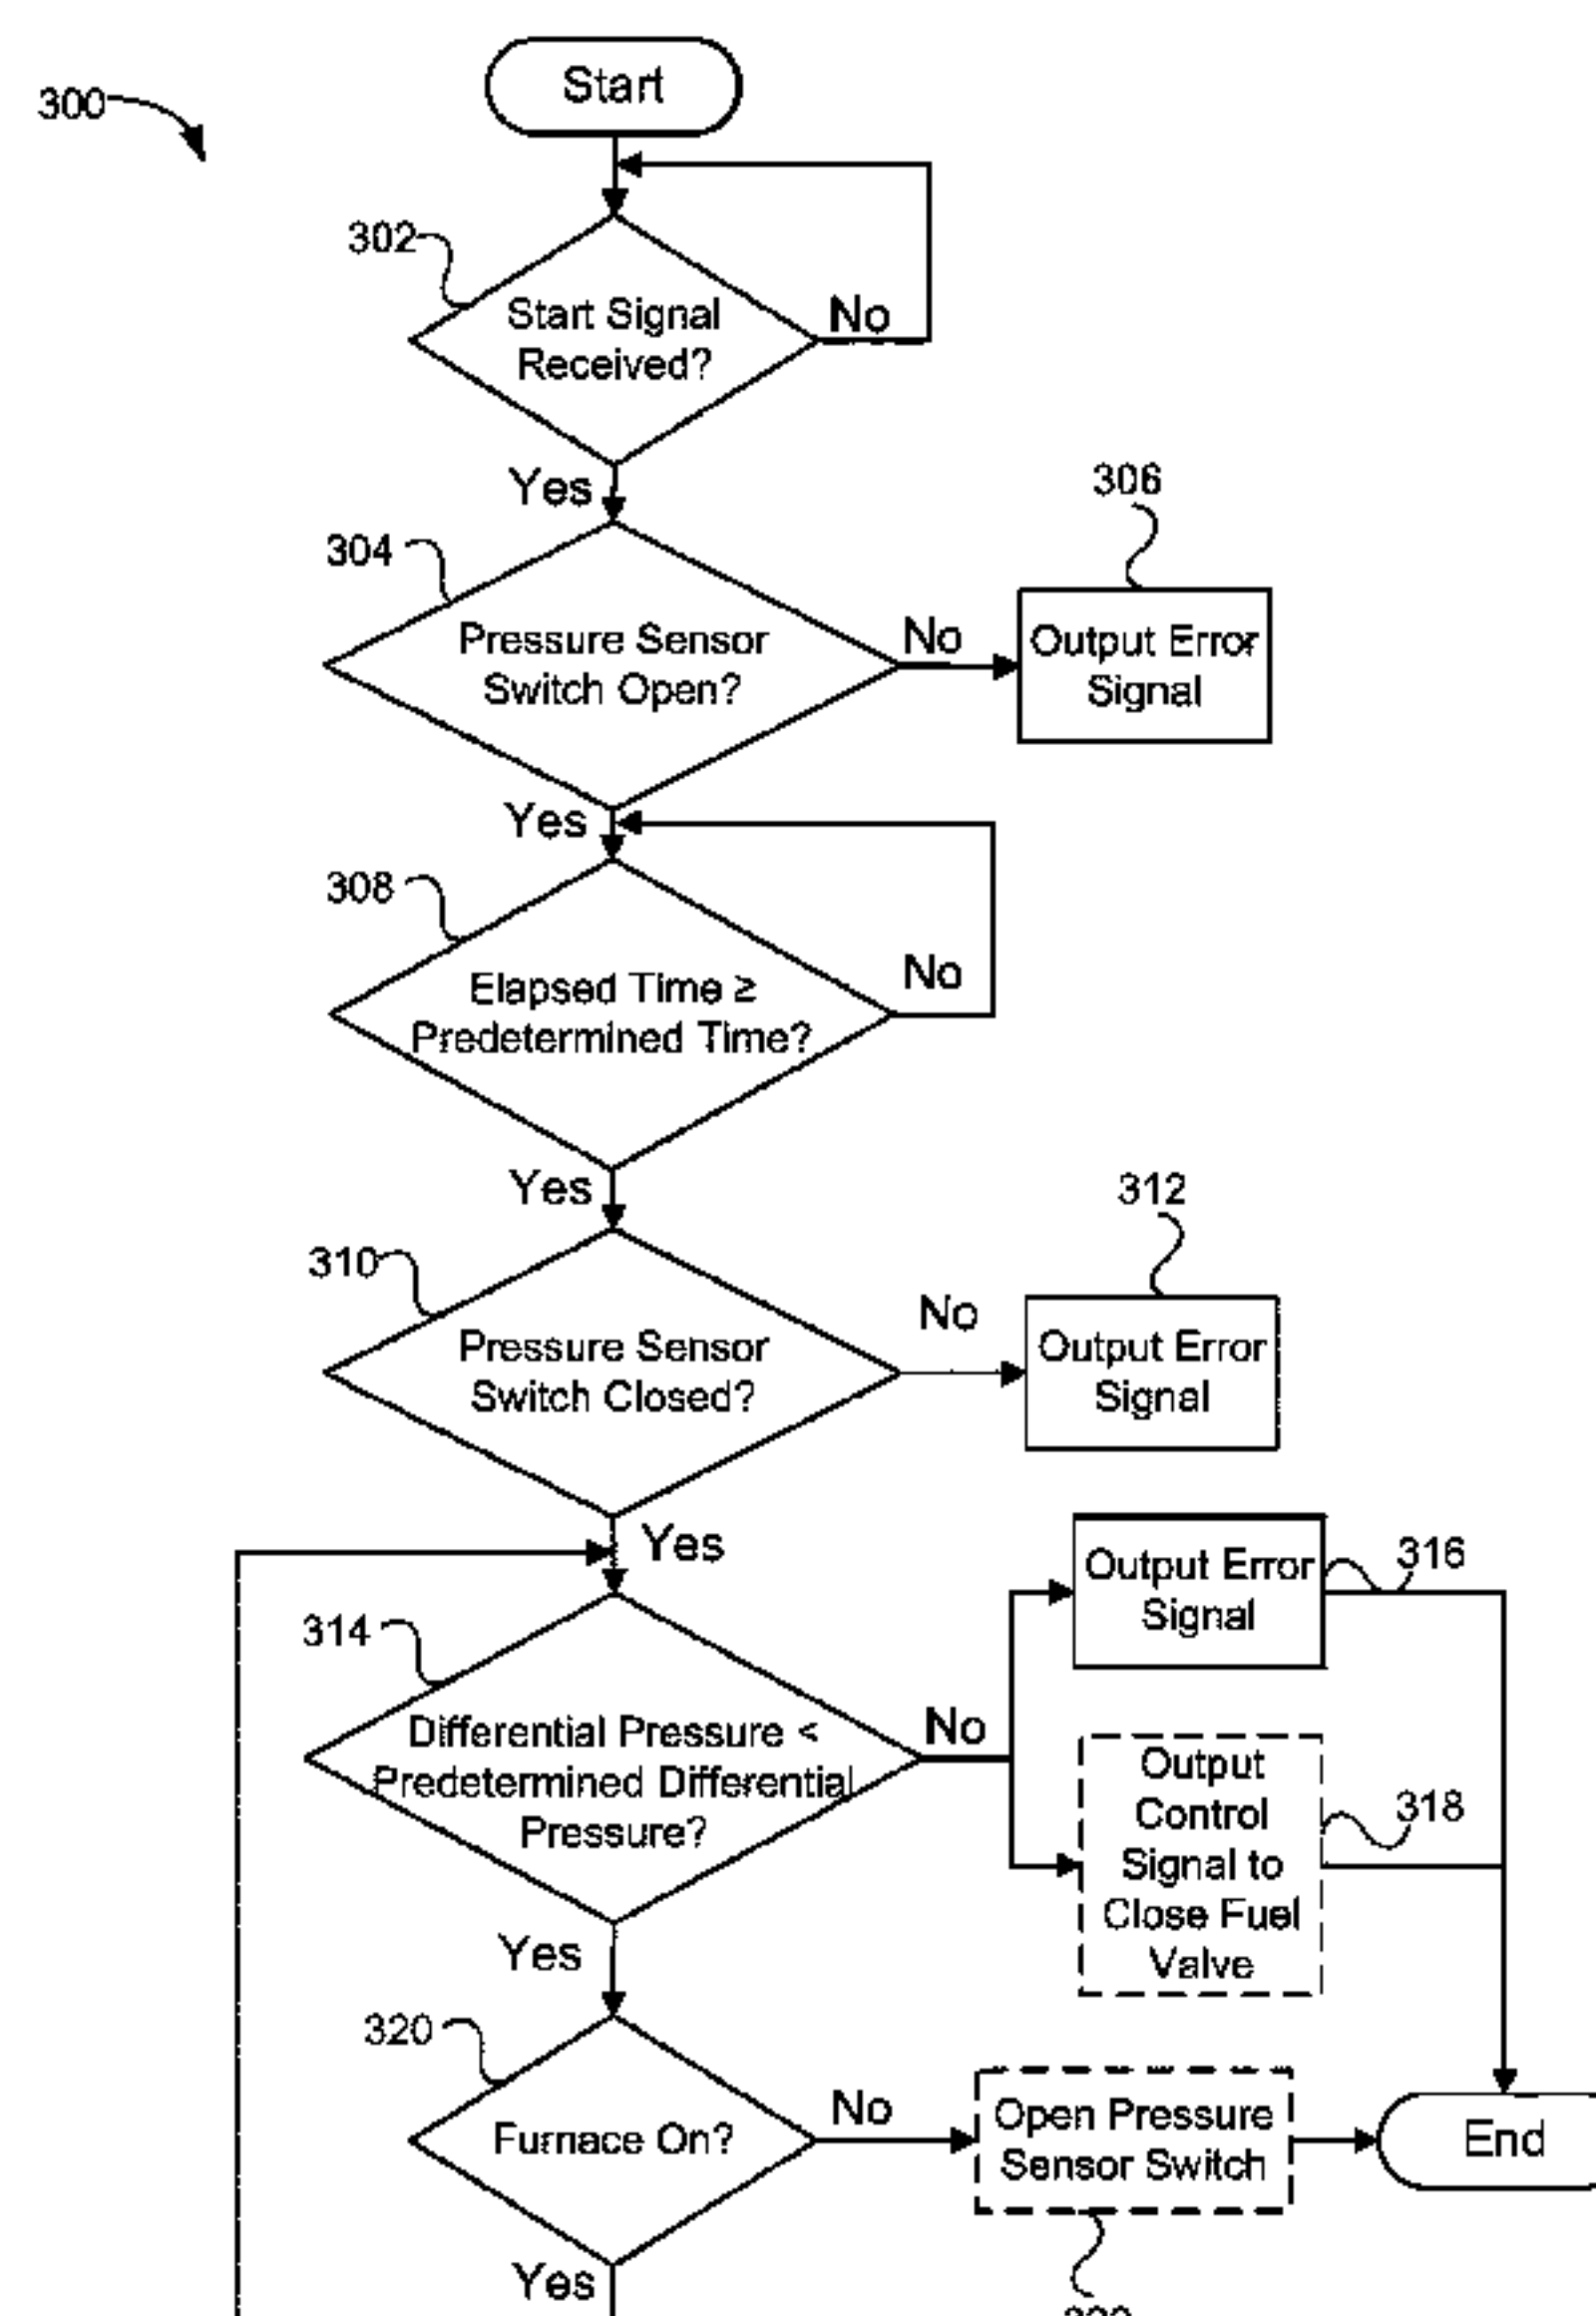 300
Start
302
Start Signal
Received?
No
Yes
306
304
Pressure Sensor
Switch Open?
No
Output Error
Signal
Yes
308
Elapsed Time ≥
Predetermined Time?
No
Yes
312
310
Pressure Sensor
Switch Closed?
No
Output Error
Signal
Yes
Output Error
Signal
316
314
Differential Pressure <
Predetermined Differential
Pressure?
No
Output
Control
Signal to
Close Fuel
Valve
318
Yes
320
Furnace On?
No
Open Pressure
Sensor Switch
End
Yes